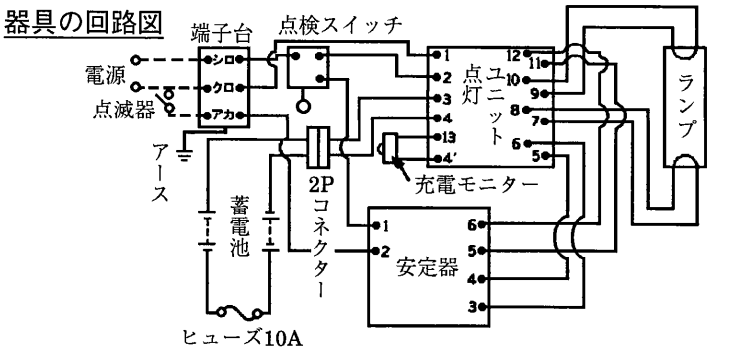 器具の回路図
端子台
点検スイッチ
シロ
クロ
アカ
電源
点滅器
アース
蓄電池
ヒューズ10A
2Pコネクター
充電モニター
点灯ユニット
1
2
3
4
13
4'
12
11
10
9
8
7
6
5
ランプ
安定器
1
2
6
5
4
3